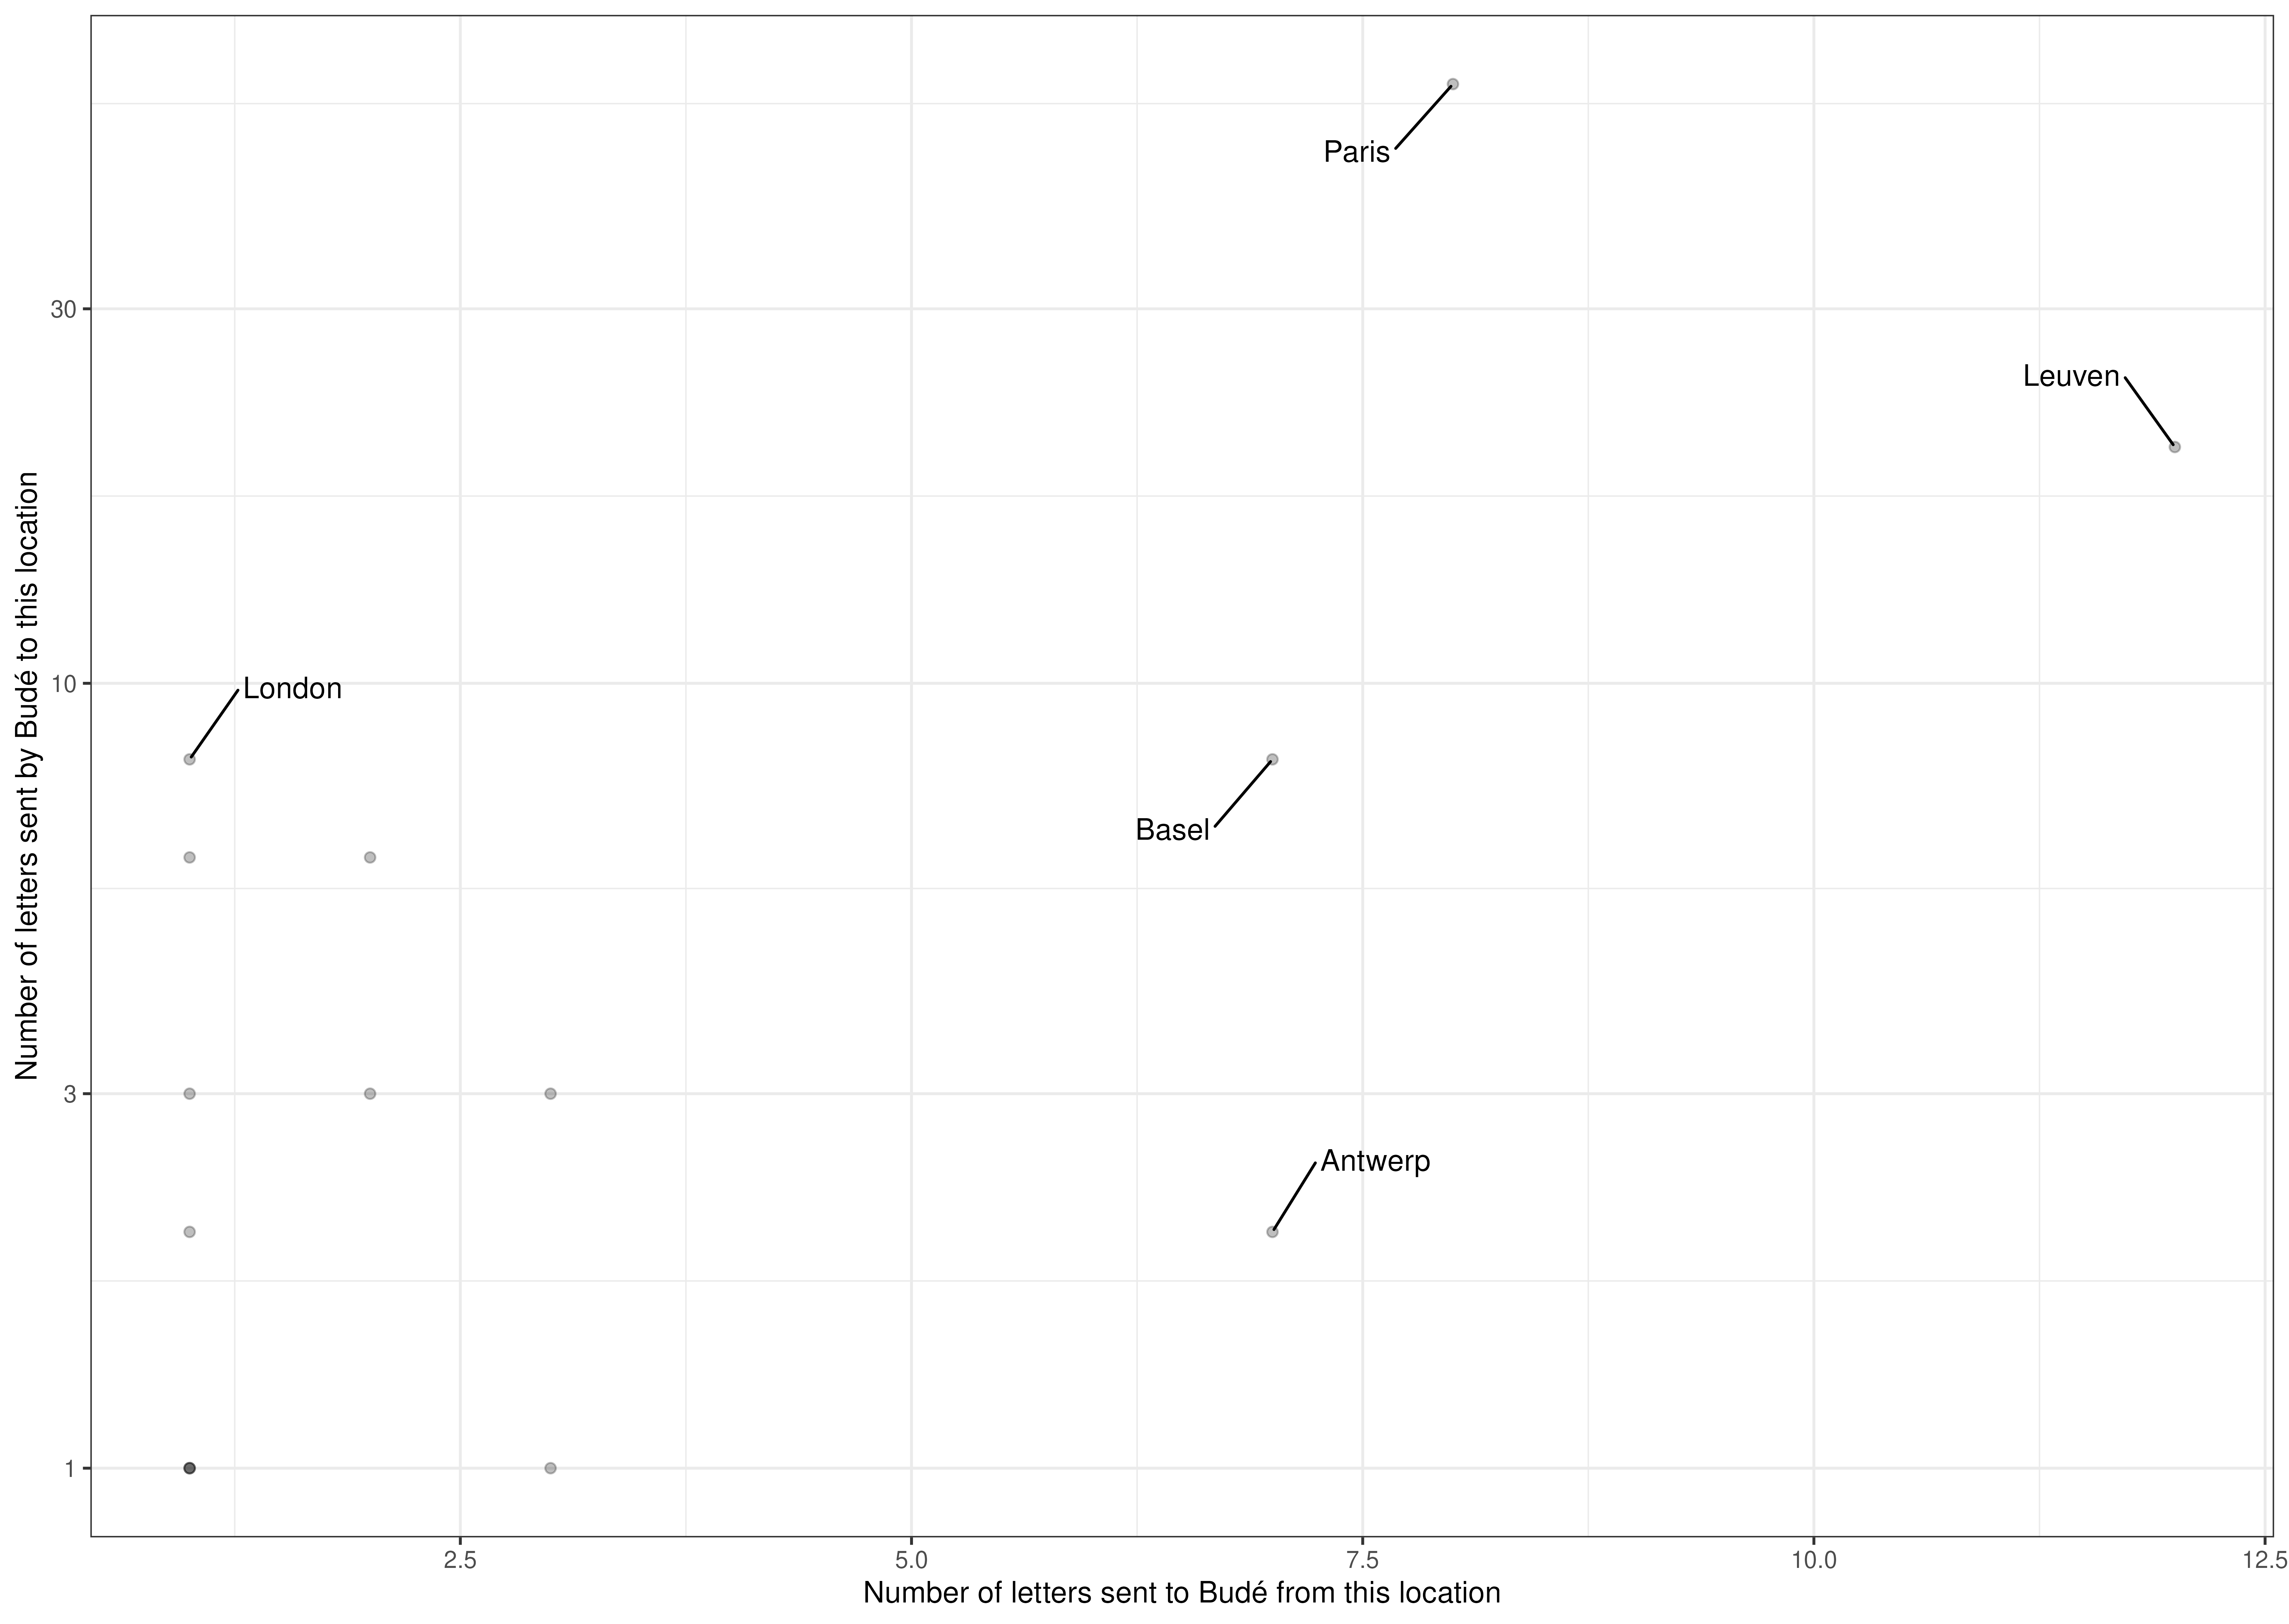 Paris
30
Leuven
10
London
Basel
3
Antwerp
1
2.5
5.0
7.5
10.0
12.5
Number of letters sent to Budé from this location
Number of letters sent by Budé to this location